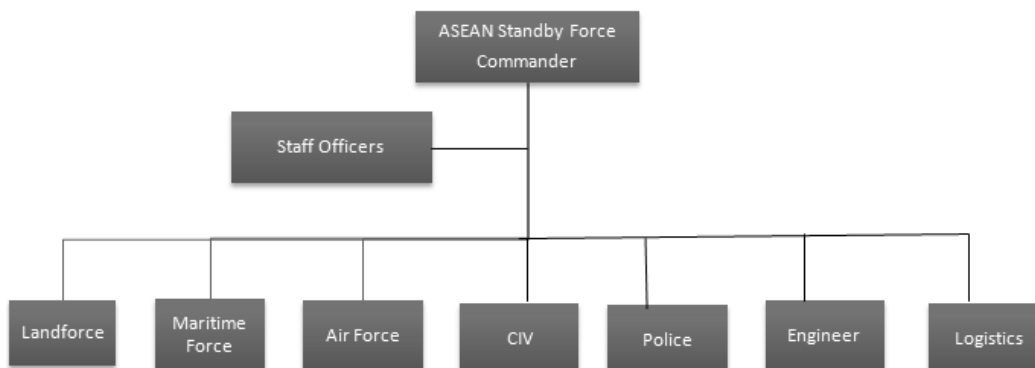 ASEAN Standby Force
Commander
Staff Officers
Landforce
Maritime
Force
Air Force
CIV
Police
Engineer
Logistics